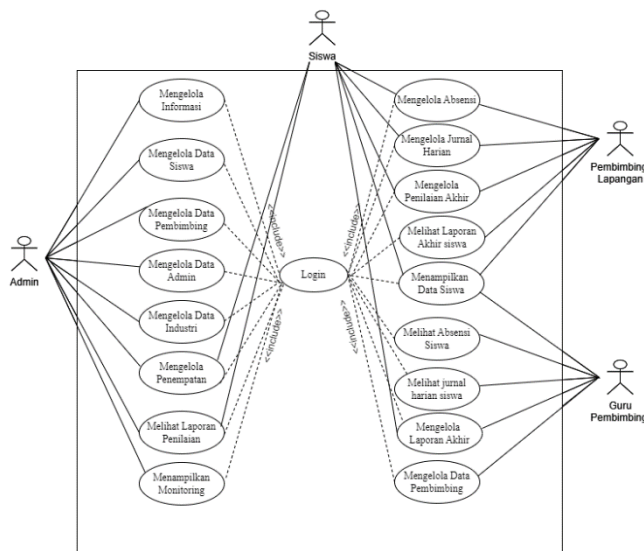 Siswa
Mengelola
Informasi
Mengelola Data
Siswa
Mengelola Data
Pembimbing
Mengelola Data
Admin
Mengelola Data
Industri
Mengelola
Penempatan
Melihat Laporan
Penilaian
Menampilkan
Monitoring
Admin
<<include>>
<<include>>
Login
<<include>>
<<include>>
Mengelola Absensi
Mengelola Jurnal
Harian
Mengelola
Penilaian Akhir
Melihat Laporan
Akhir siswa
Menampilkan
Data Siswa
Melihat Absensi
Siswa
Melihat jurnal
harian siswa
Mengelola
Laporan Akhir
Mengelola Data
Pembimbing
Pembimbing
Lapangan
Guru
Pembimbing